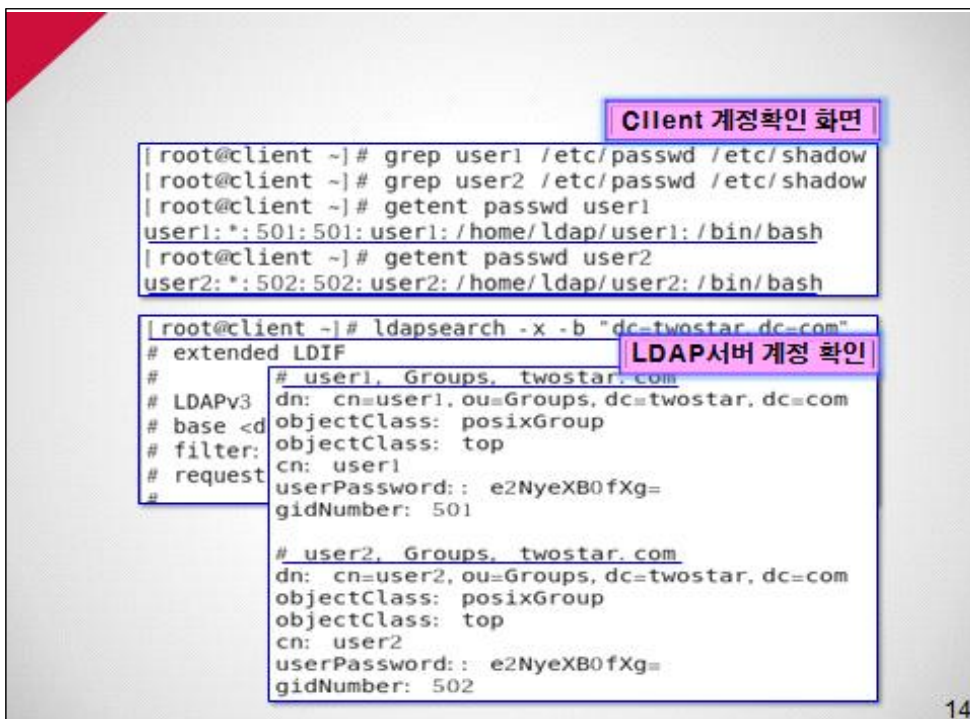 Client 계정확인 화면
[root@client ~]# grep user1 /etc/passwd /etc/shadow
[root@client ~]# grep user2 /etc/passwd /etc/shadow
[root@client ~]# getent passwd user1
user1:*:501:501:user1:/home/ldap/user1:/bin/bash
[root@client ~]# getent passwd user2
user2:*:502:502:user2:/home/ldap/user2:/bin/bash
[root@client ~]# ldapsearch -x -b "dc=twostar,dc=com"
LDAP서버 계정 확인
# extended LDIF
#
# LDAPv3
# base <d
# filter:
# request
#
# user1, Groups, twostar.com
dn: cn=user1,ou=Groups,dc=twostar,dc=com
objectClass: posixGroup
objectClass: top
cn: user1
userPassword:: e2NyeXB0fXg=
gidNumber: 501
# user2, Groups, twostar.com
dn: cn=user2,ou=Groups,dc=twostar,dc=com
objectClass: posixGroup
objectClass: top
cn: user2
userPassword:: e2NyeXB0fXg=
gidNumber: 502
14